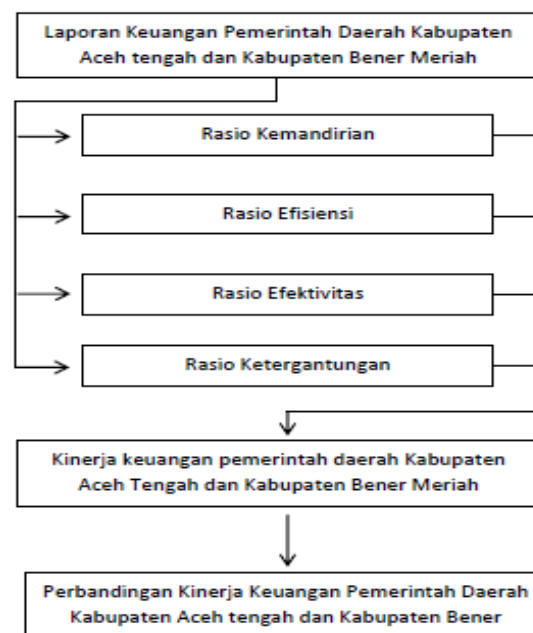 Laporan Keuangan Pemerintah Daerah Kabupaten
Aceh tengah dan Kabupaten Bener Meriah
Rasio Kemandirian
Rasio Efisiensi
Rasio Efektivitas
Rasio Ketergantungan
Kinerja keuangan pemerintah daerah Kabupaten
Aceh Tengah dan Kabupaten Bener Meriah
Perbandingan Kinerja Keuangan Pemerintah Daerah
Kabupaten Aceh tengah dan Kabupaten Bener